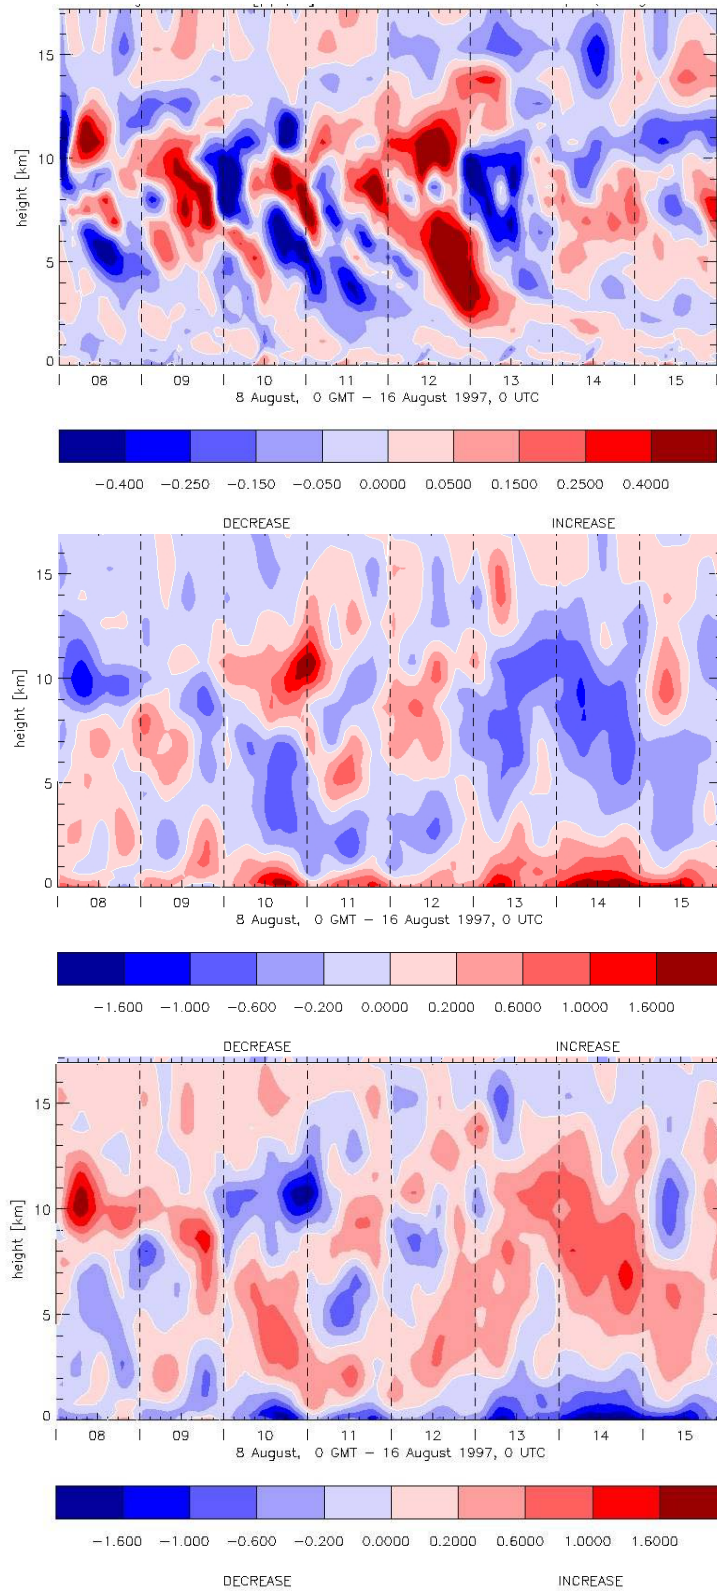 15
10
5
0
height [km]
| 08 | 09 | 10 | 11 | 12 | 13 | 14 | 15 |
8 August, 0 GMT – 16 August 1997, 0 UTC
−0.400 −0.250 −0.150 −0.050 0.0000 0.0500 0.1500 0.2500 0.4000
DECREASE INCREASE
15
10
5
0
height [km]
| 08 | 09 | 10 | 11 | 12 | 13 | 14 | 15 |
8 August, 0 GMT – 16 August 1997, 0 UTC
−1.600 −1.000 −0.600 −0.200 0.0000 0.2000 0.6000 1.0000 1.6000
DECREASE INCREASE
15
10
5
0
height [km]
| 08 | 09 | 10 | 11 | 12 | 13 | 14 | 15 |
8 August, 0 GMT – 16 August 1997, 0 UTC
−1.600 −1.000 −0.600 −0.200 0.0000 0.2000 0.6000 1.0000 1.6000
DECREASE INCREASE